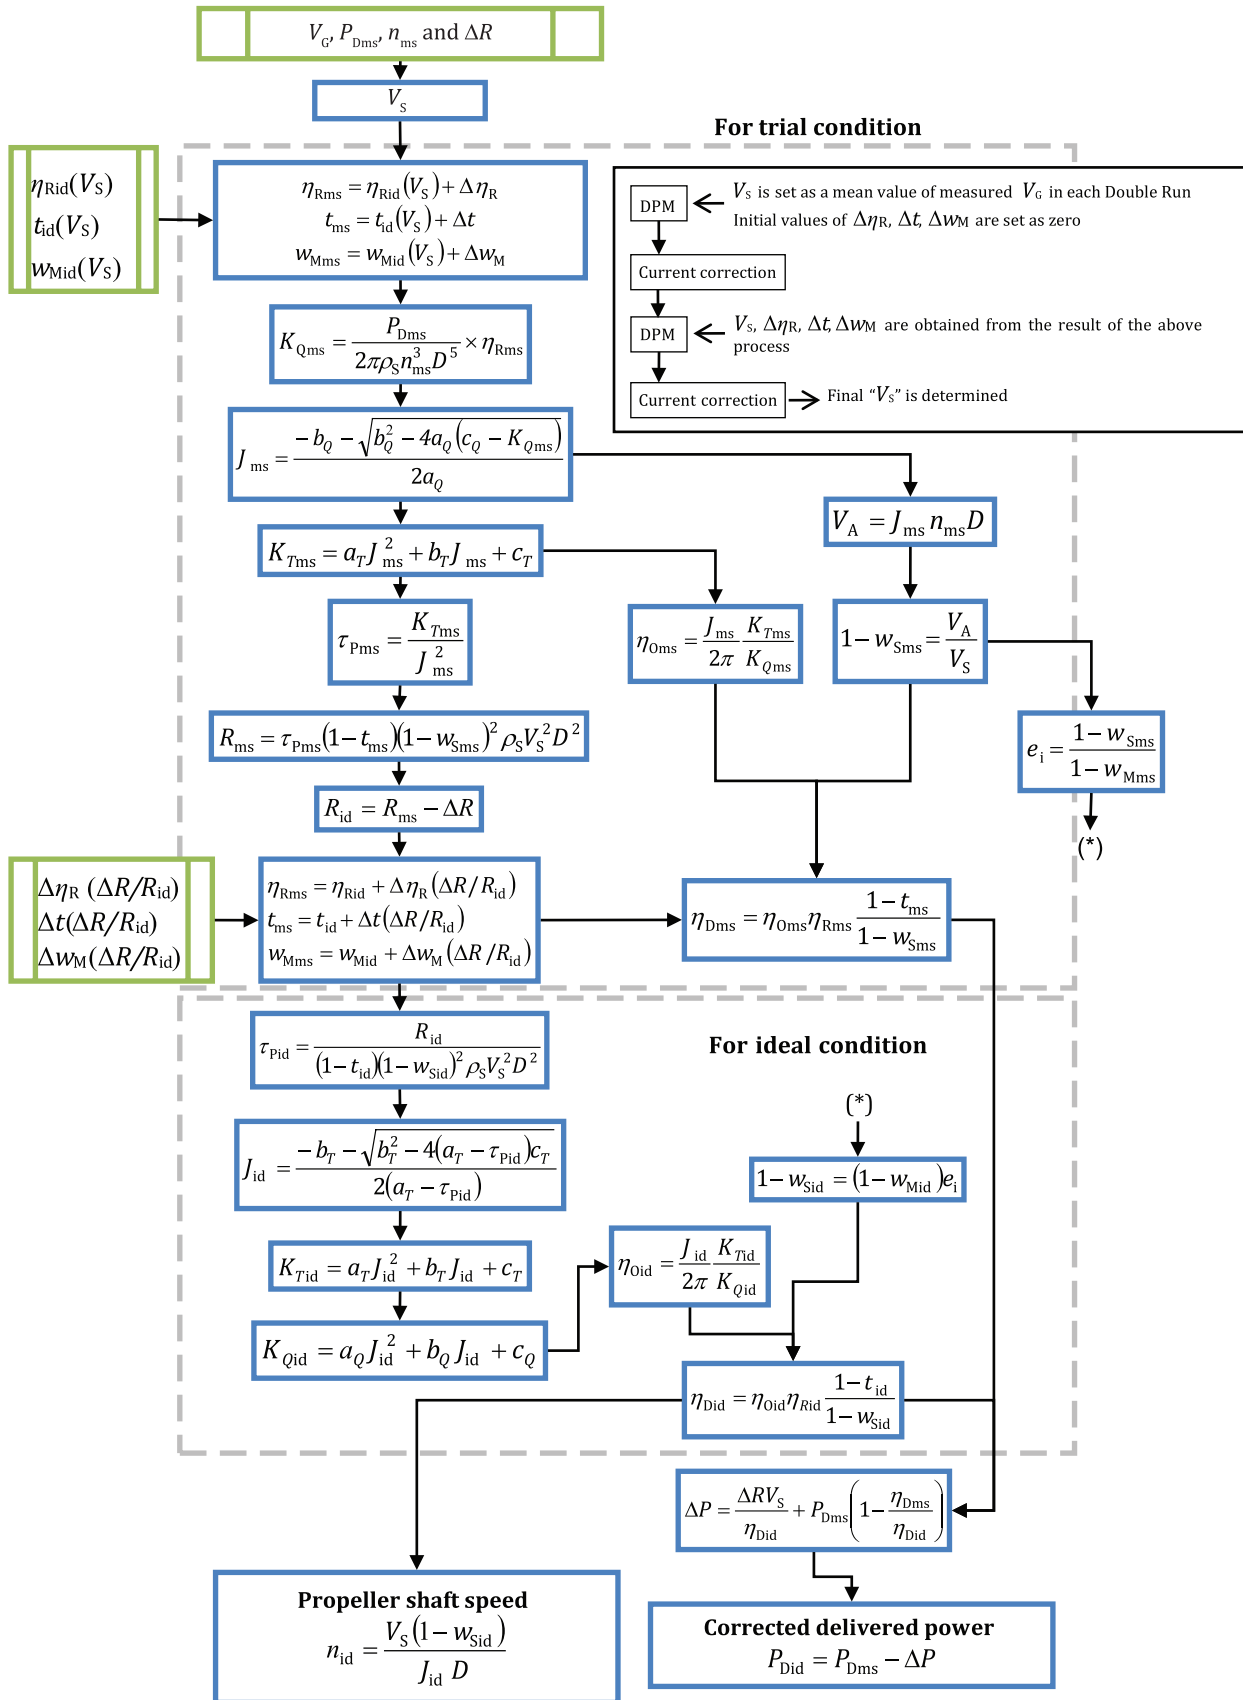 V_G, P_Dms, n_ms and ΔR
V_S
For trial condition
η_Rid(V_S)
t_id(V_S)
w_Mid(V_S)
η_Rms = η_Rid(V_S) + Δη_R
t_ms = t_id(V_S) + Δt
w_Mms = w_Mid(V_S) + Δw_M
DPM
V_S is set as a mean value of measured V_G in each Double Run
Initial values of Δη_R, Δt, Δw_M are set as zero
Current correction
DPM
V_S, Δη_R, Δt, Δw_M are obtained from the result of the above
process
Current correction
Final “V_S” is determined
K_Qms = P_Dms / (2πρ_S n_ms^3 D^5) × η_Rms
J_ms = (−b_Q − √(b_Q^2 − 4a_Q(c_Q − K_Qms))) / (2a_Q)
V_A = J_ms n_ms D
K_Tms = a_T J_ms^2 + b_T J_ms + c_T
τ_Pms = K_Tms / J_ms^2
η_Oms = (J_ms / 2π) (K_Tms / K_Qms)
1 − w_Sms = V_A / V_S
R_ms = τ_Pms(1 − t_ms)(1 − w_Sms)^2 ρ_S V_S^2 D^2
e_i = (1 − w_Sms) / (1 − w_Mms)
R_id = R_ms − ΔR
(*)
Δη_R (ΔR/R_id)
Δt(ΔR/R_id)
Δw_M(ΔR/R_id)
η_Rms = η_Rid + Δη_R(ΔR/R_id)
t_ms = t_id + Δt(ΔR/R_id)
w_Mms = w_Mid + Δw_M(ΔR/R_id)
η_Dms = η_Oms η_Rms (1 − t_ms) / (1 − w_Sms)
τ_Pid = R_id / ((1 − t_id)(1 − w_Sid)^2 ρ_S V_S^2 D^2)
For ideal condition
(*)
J_id = (−b_T − √(b_T^2 − 4(a_T − τ_Pid)c_T)) / (2(a_T − τ_Pid))
1 − w_Sid = (1 − w_Mid)e_i
K_Tid = a_T J_id^2 + b_T J_id + c_T
η_Oid = (J_id / 2π) (K_Tid / K_Qid)
K_Qid = a_Q J_id^2 + b_Q J_id + c_Q
η_Did = η_Oid η_Rid (1 − t_id) / (1 − w_Sid)
ΔP = ΔRV_S / η_Did + P_Dms(1 − η_Dms / η_Did)
Propeller shaft speed
n_id = V_S(1 − w_Sid) / (J_id D)
Corrected delivered power
P_Did = P_Dms − ΔP